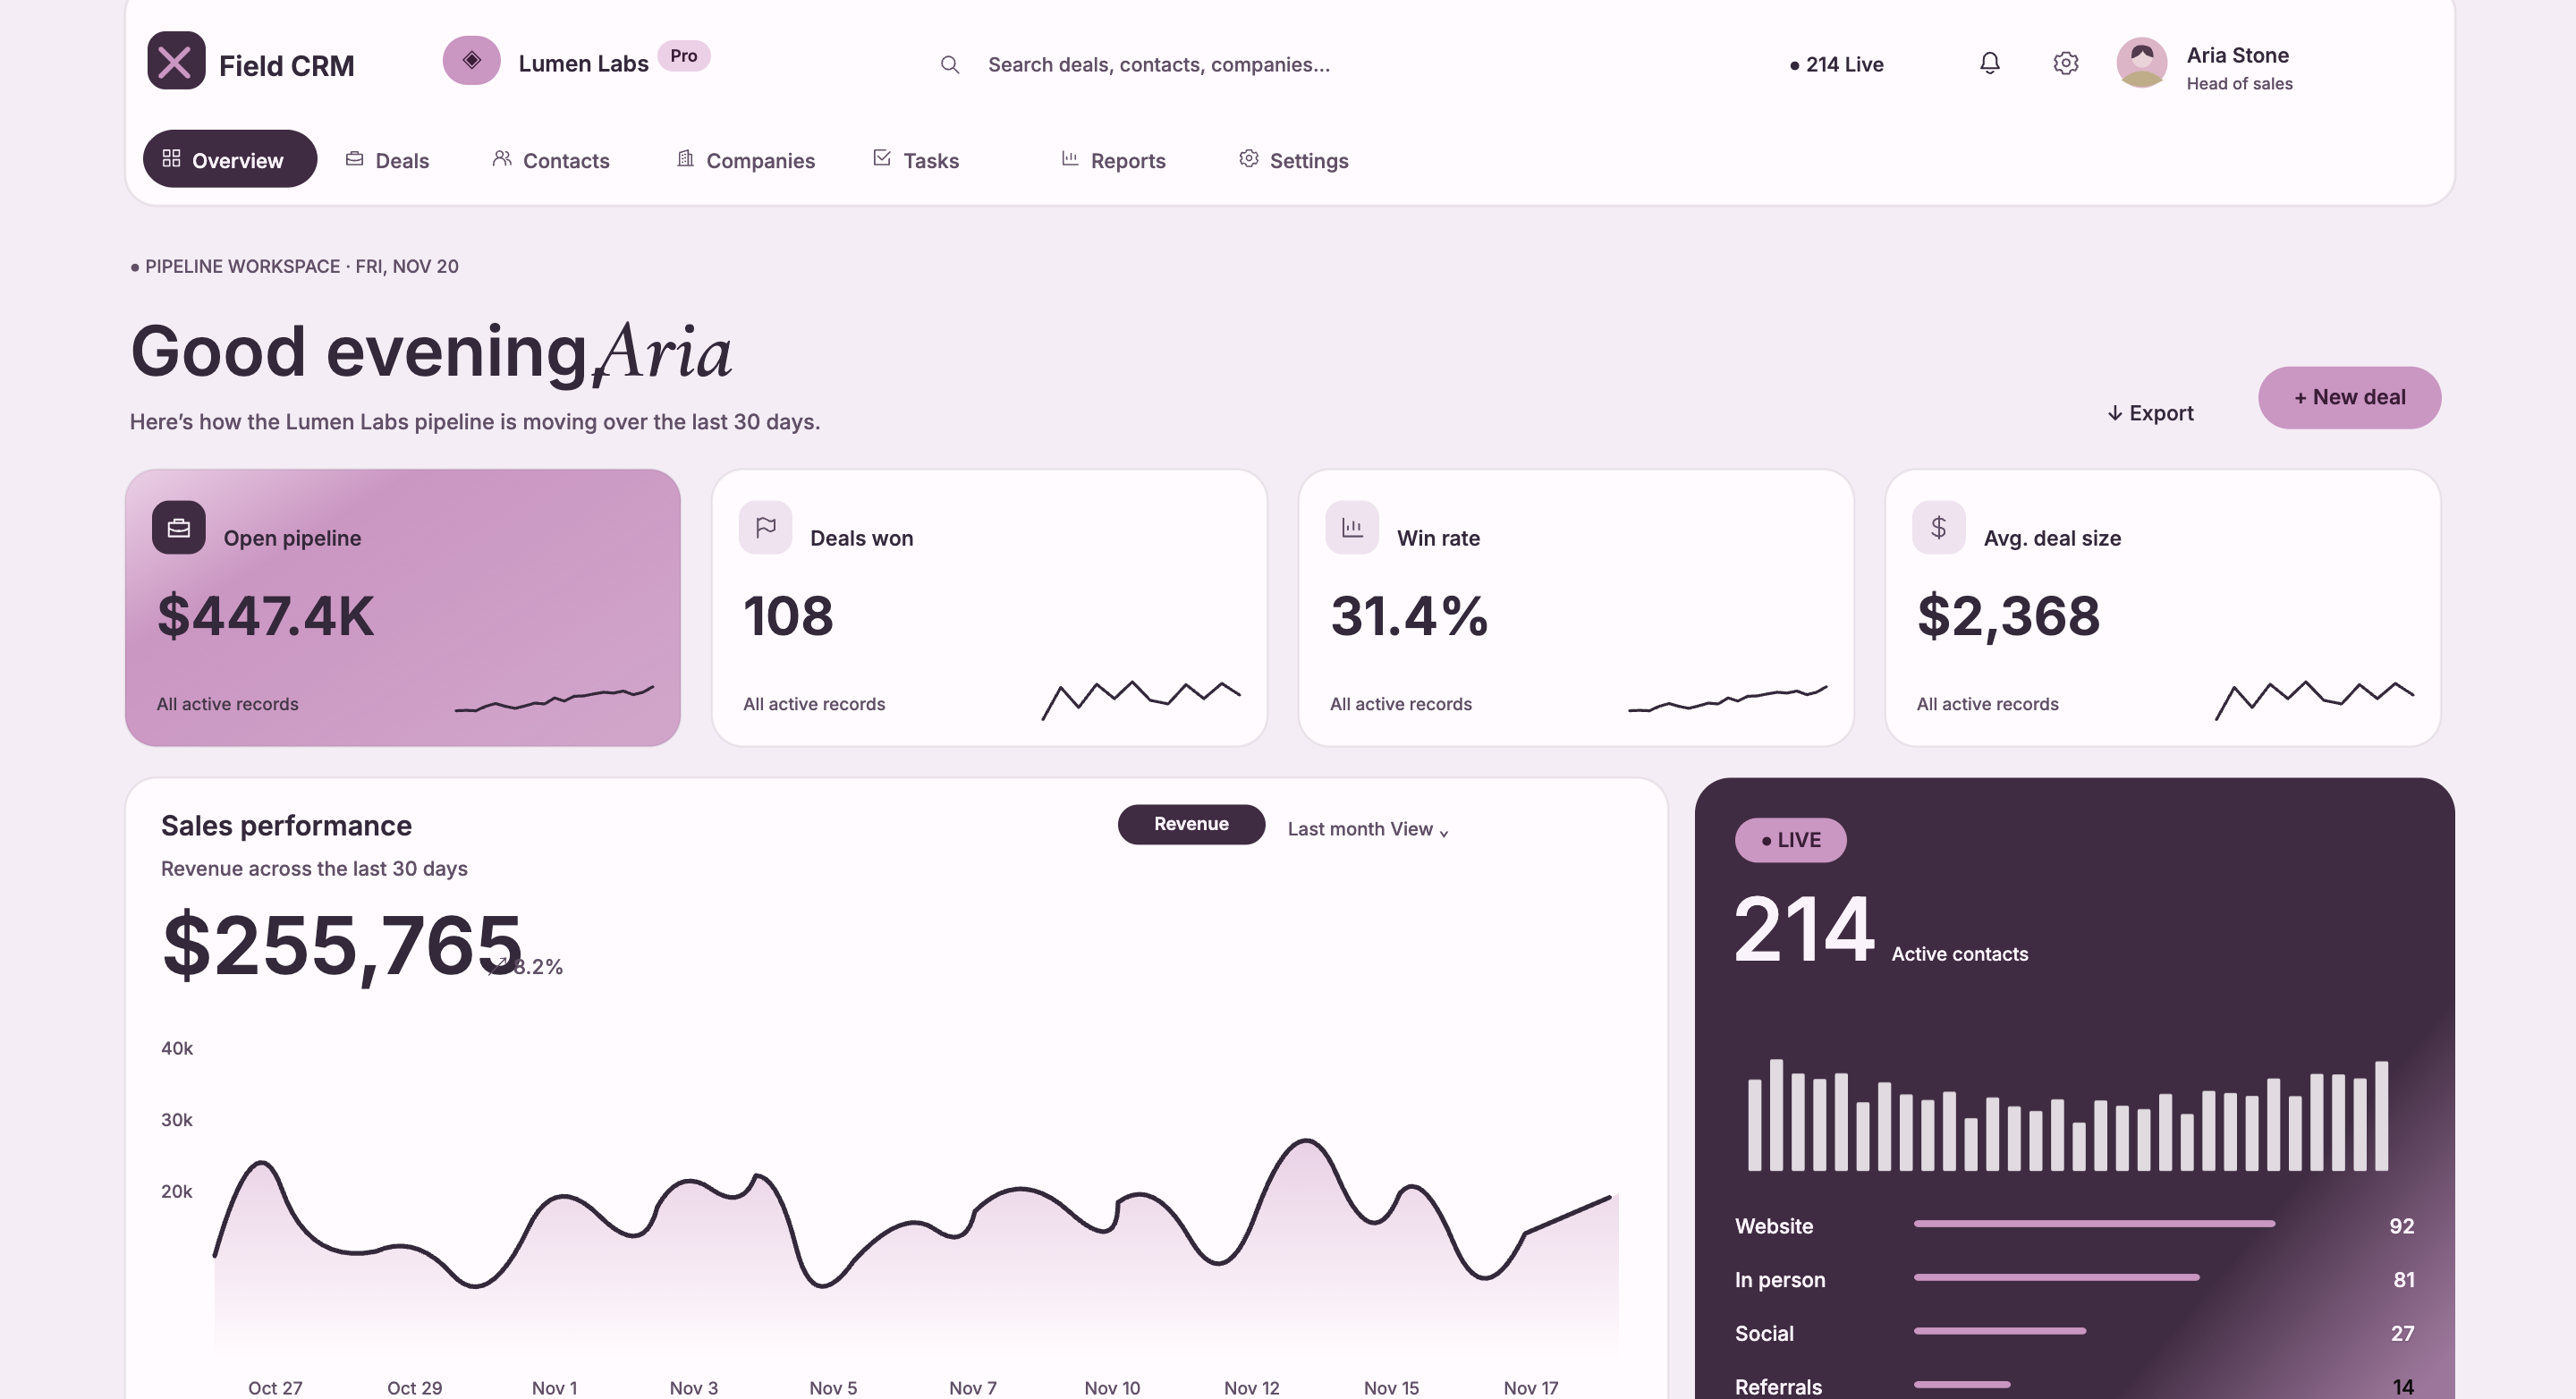 Field CRM
Lumen Labs
Pro
Search deals, contacts, companies...
• 214 Live
Aria Stone
Head of sales
Overview
Deals
Contacts
Companies
Tasks
Reports
Settings
• PIPELINE WORKSPACE · FRI, NOV 20
Good evening, Aria
Here’s how the Lumen Labs pipeline is moving over the last 30 days.
↓ Export
+ New deal
Open pipeline
$447.4K
All active records
Deals won
108
All active records
Win rate
31.4%
All active records
Avg. deal size
$2,368
All active records
Sales performance
Revenue across the last 30 days
Revenue
Last month View
$255,765
↗ 8.2%
40k
30k
20k
Oct 27
Oct 29
Nov 1
Nov 3
Nov 5
Nov 7
Nov 10
Nov 12
Nov 15
Nov 17
• LIVE
214
Active contacts
Website
92
In person
81
Social
27
Referrals
14